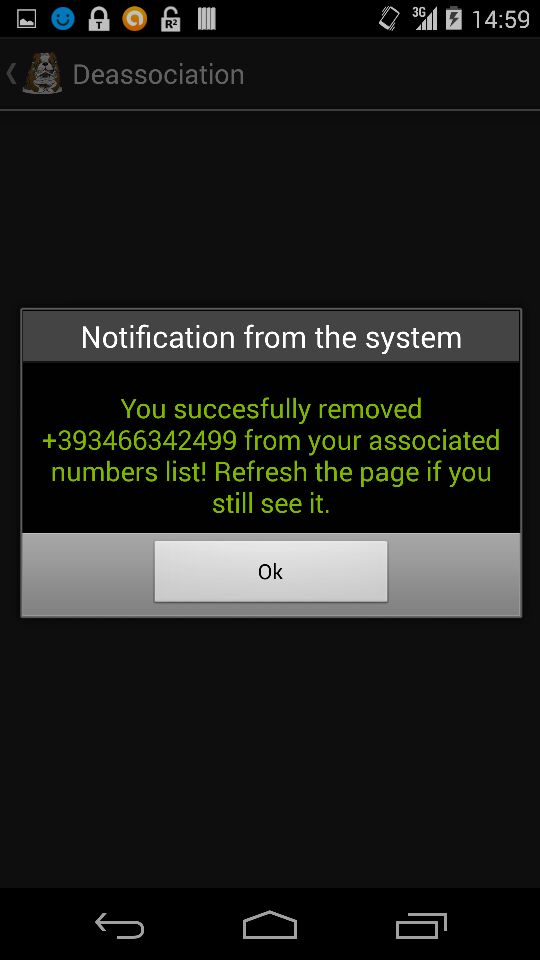 3G 14:59
Deassociation
Notification from the system
You succesfully removed
+393466342499 from your associated
numbers list! Refresh the page if you
still see it.
Ok